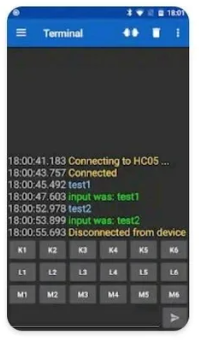 18:01
Terminal
18:00:41.183 Connecting to HC05 ...
18:00:43.757 Connected
18:00:45.492 test1
18:00:47.603 input was: test1
18:00:52.978 test2
18:00:53.899 input was: test2
18:00:55.693 Disconnected from device
K1 K2 K3 K4 K5 K6
L1 L2 L3 L4 L5 L6
M1 M2 M3 M4 M5 M6